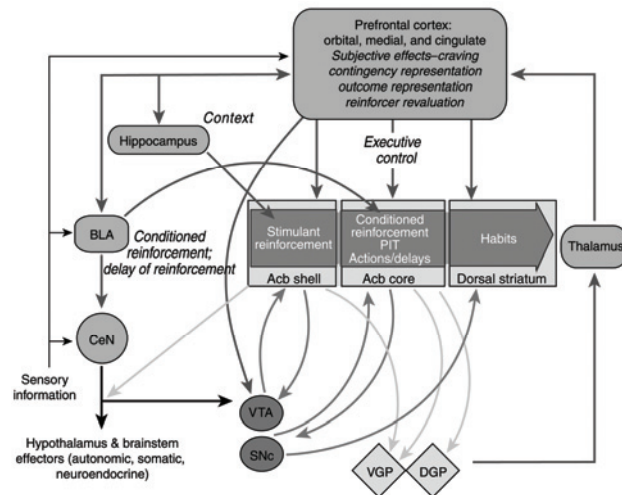 Prefrontal cortex:
orbital, medial, and cingulate
Subjective effects–craving
contingency representation
outcome representation
reinforcer revaluation
Context
Hippocampus
Executive
control
BLA
Conditioned
reinforcement;
delay of reinforcement
Stimulant
reinforcement
Acb shell
Conditioned
reinforcement
PIT
Actions/delays
Acb core
Habits
Dorsal striatum
Thalamus
CeN
Sensory
information
VTA
SNc
Hypothalamus & brainstem
effectors (autonomic, somatic,
neuroendocrine)
VGP
DGP